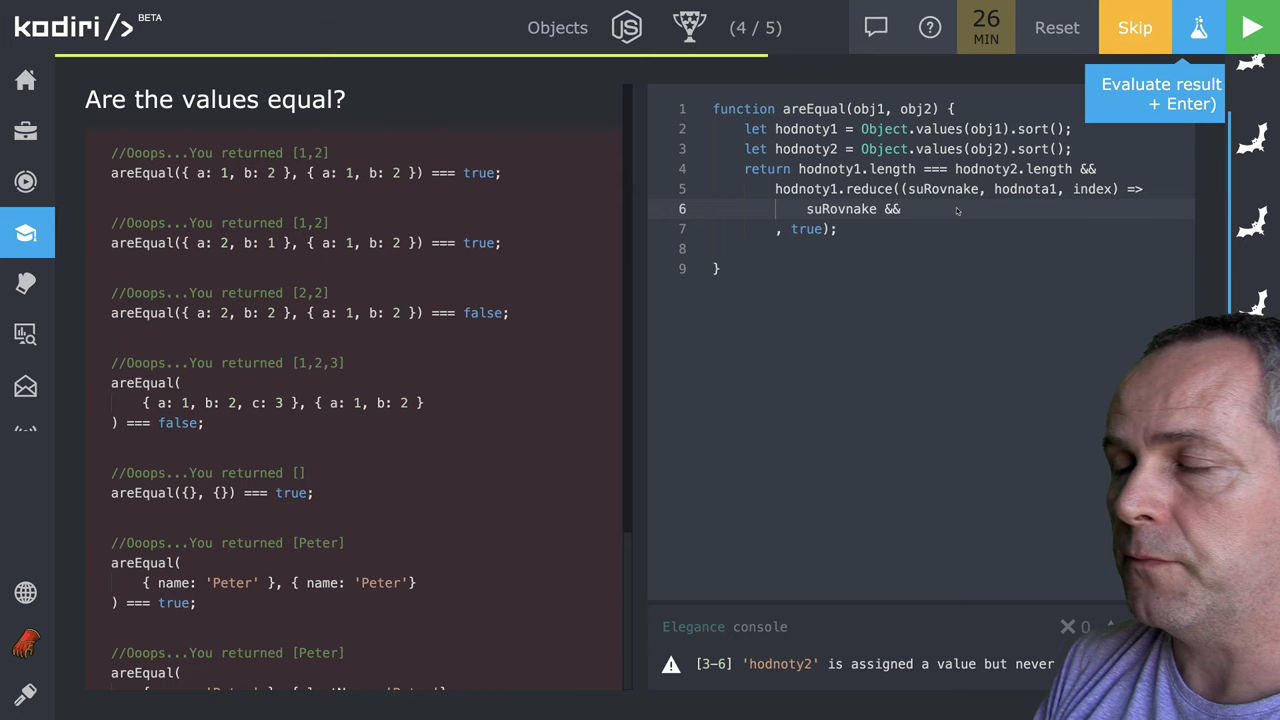 kodiri/> BETA
Objects
JS
(4 / 5)
26
MIN
Reset
Skip
Evaluate result
+ Enter)
Are the values equal?
//Ooops...You returned [1,2]
areEqual({ a: 1, b: 2 }, { a: 1, b: 2 }) === true;
//Ooops...You returned [1,2]
areEqual({ a: 2, b: 1 }, { a: 1, b: 2 }) === true;
//Ooops...You returned [2,2]
areEqual({ a: 2, b: 2 }, { a: 1, b: 2 }) === false;
//Ooops...You returned [1,2,3]
areEqual(
{ a: 1, b: 2, c: 3 }, { a: 1, b: 2 }
) === false;
//Ooops...You returned []
areEqual({}, {}) === true;
//Ooops...You returned [Peter]
areEqual(
{ name: 'Peter' }, { name: 'Peter'}
) === true;
//Ooops...You returned [Peter]
areEqual(
1 function areEqual(obj1, obj2) {
2 let hodnoty1 = Object.values(obj1).sort();
3 let hodnoty2 = Object.values(obj2).sort();
4 return hodnoty1.length === hodnoty2.length &&
5 hodnoty1.reduce((suRovnake, hodnota1, index) =>
6 suRovnake &&
7 , true);
8
9 }
Elegance console
0
[3-6] 'hodnoty2' is assigned a value but never